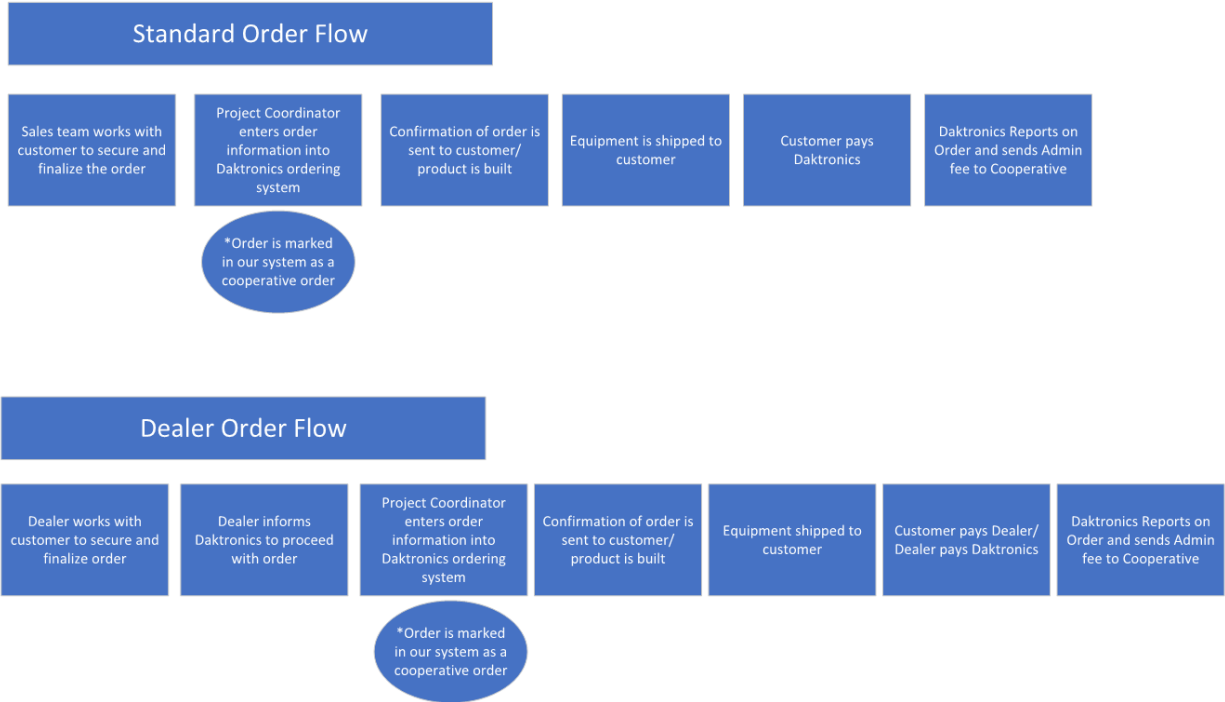 Standard Order Flow
Sales team works with
customer to secure and
finalize the order
Project Coordinator
enters order
information into
Daktronics ordering
system
Confirmation of order is
sent to customer/
product is built
Equipment is shipped to
customer
Customer pays
Daktronics
Daktronics Reports on
Order and sends Admin
fee to Cooperative
*Order is marked
in our system as a
cooperative order
Dealer Order Flow
Dealer works with
customer to secure and
finalize order
Dealer informs
Daktronics to proceed
with order
Project Coordinator
enters order
information into
Daktronics ordering
system
Confirmation of order is
sent to customer/
product is built
Equipment shipped to
customer
Customer pays Dealer/
Dealer pays Daktronics
Daktronics Reports on
Order and sends Admin
fee to Cooperative
*Order is marked
in our system as a
cooperative order